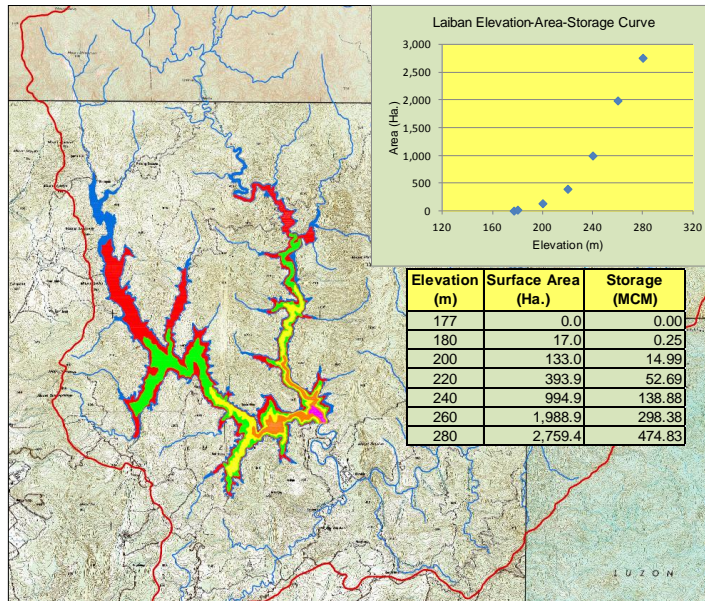 Laiban Elevation-Area-Storage Curve
Area (Ha.)
3,000
2,500
2,000
1,500
1,000
500
0
120 160 200 240 280 320
Elevation (m)
Elevation (m) Surface Area (Ha.) Storage (MCM)
177 0.0 0.00
180 17.0 0.25
200 133.0 14.99
220 393.9 52.69
240 994.9 138.88
260 1,988.9 298.38
280 2,759.4 474.83
LUZON